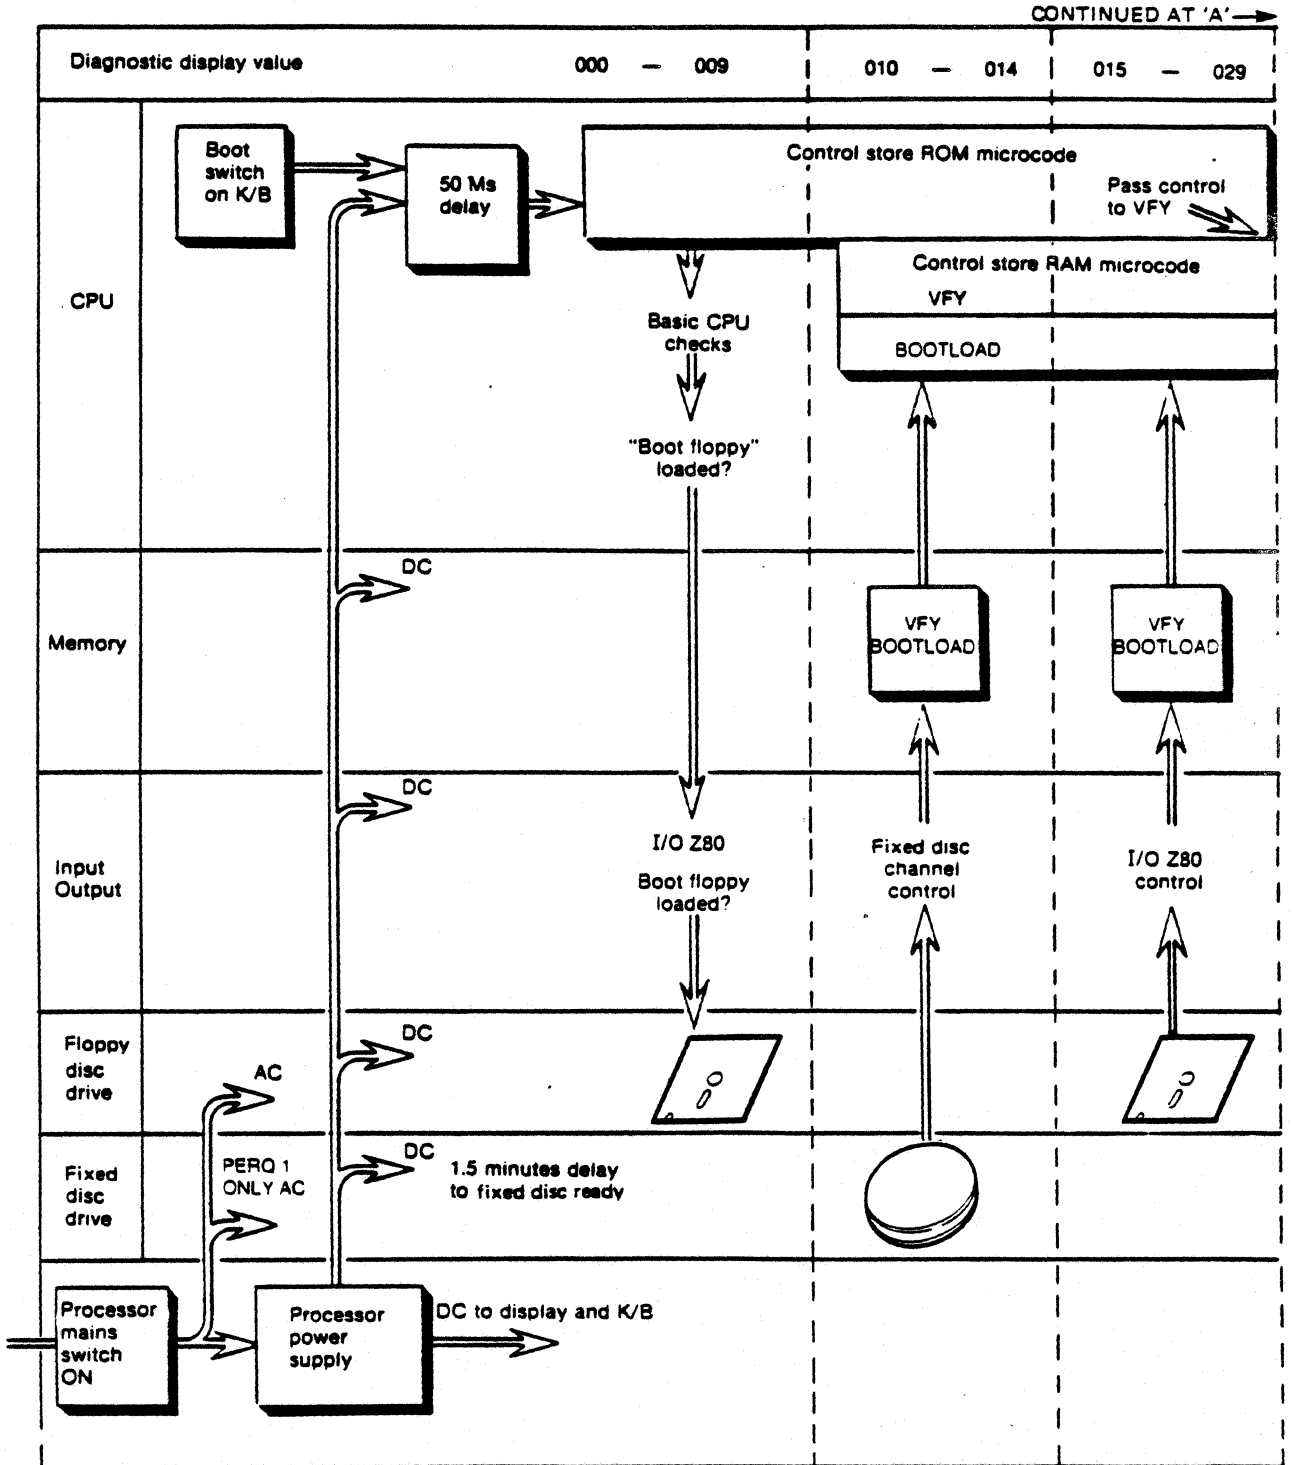 CONTINUED AT 'A'
Diagnostic display value
000 — 009
010 — 014
015 — 029
Boot
switch
on K/B
50 Ms
delay
Control store ROM microcode
Pass control
to VFY
Control store RAM microcode
VFY
BOOTLOAD
CPU
Basic CPU
checks
"Boot floppy"
loaded?
DC
Memory
VFY
BOOTLOAD
VFY
BOOTLOAD
DC
Input
Output
I/O Z80
Boot floppy
loaded?
Fixed disc
channel
control
I/O Z80
control
Floppy
disc
drive
AC
DC
Fixed
disc
drive
PERQ 1
ONLY AC
DC
1.5 minutes delay
to fixed disc ready
Processor
mains
switch
ON
Processor
power
supply
DC to display and K/B